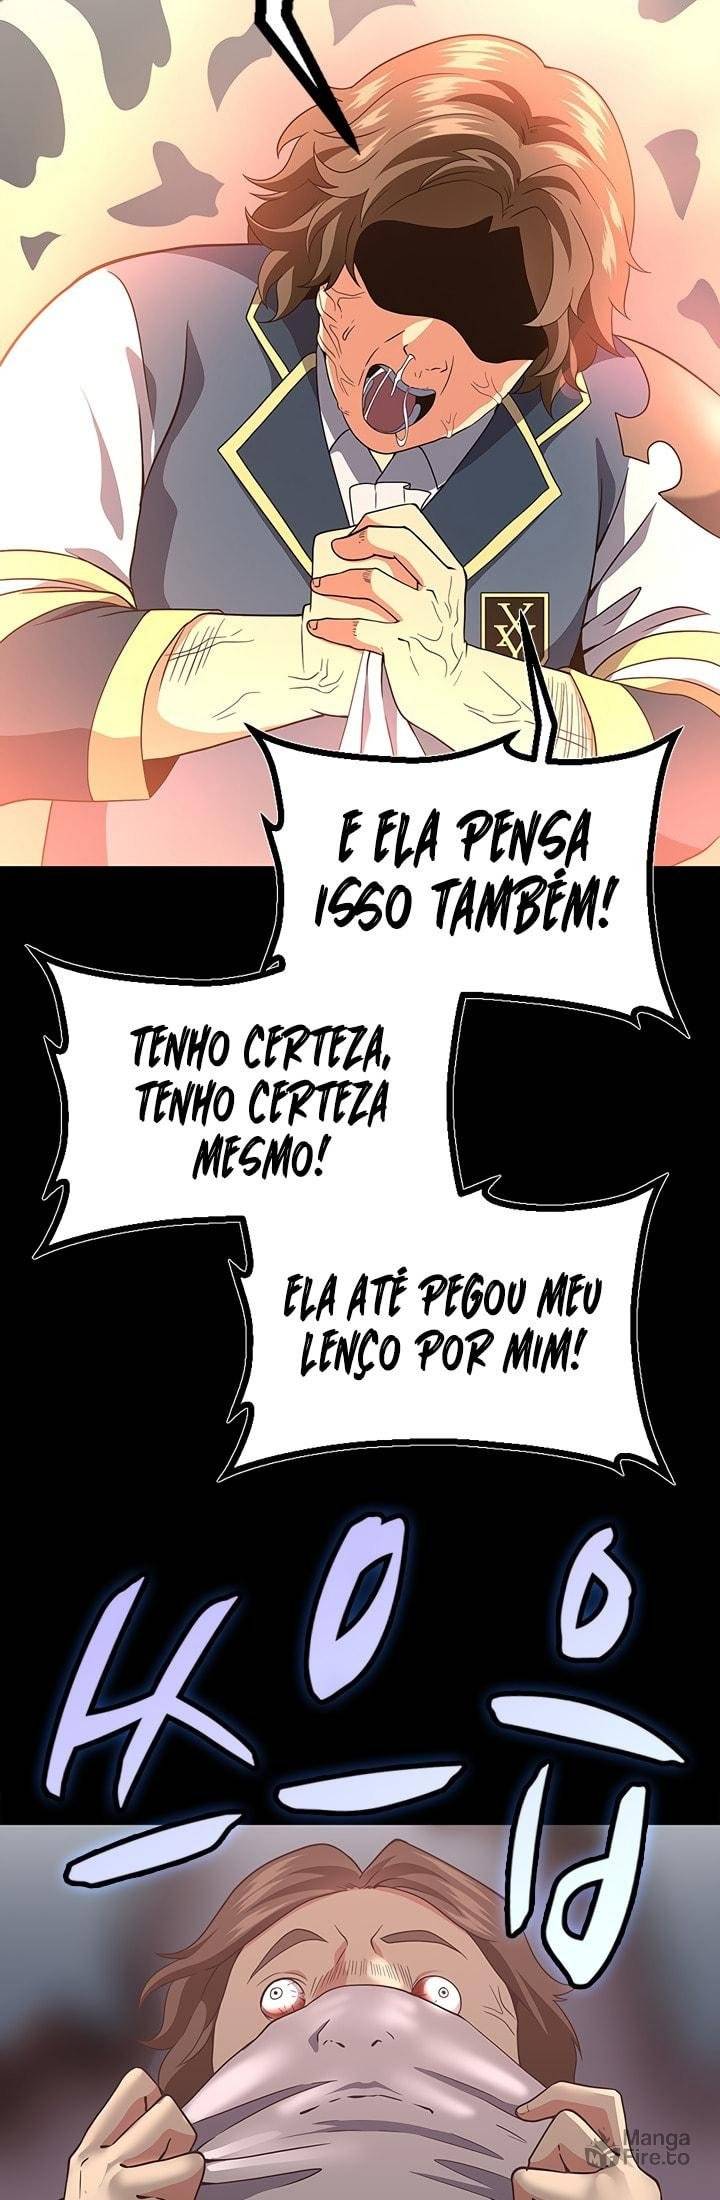 E ELA PENSA
ISSO TAMBÉM!
TENHO CERTEZA,
TENHO CERTEZA
MESMO!
ELA ATÉ PEGOU MEU
LENÇO POR MIM!
Manga
Fire.to